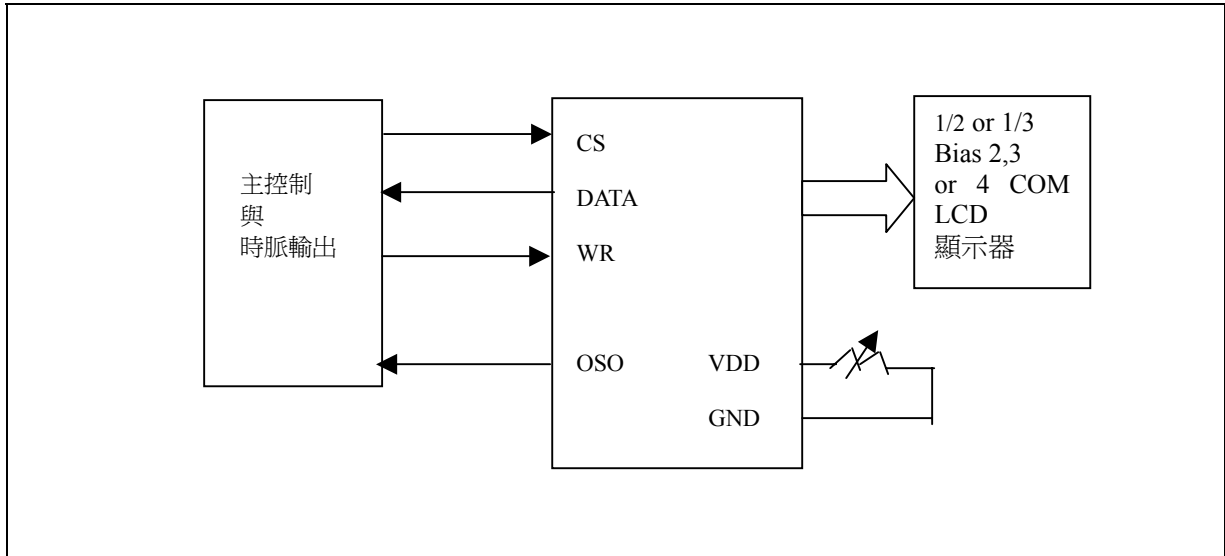 主控制
與
時脈輸出
CS
DATA
WR
OSO
VDD
GND
1/2 or 1/3
Bias 2,3
or 4 COM
LCD
顯示器